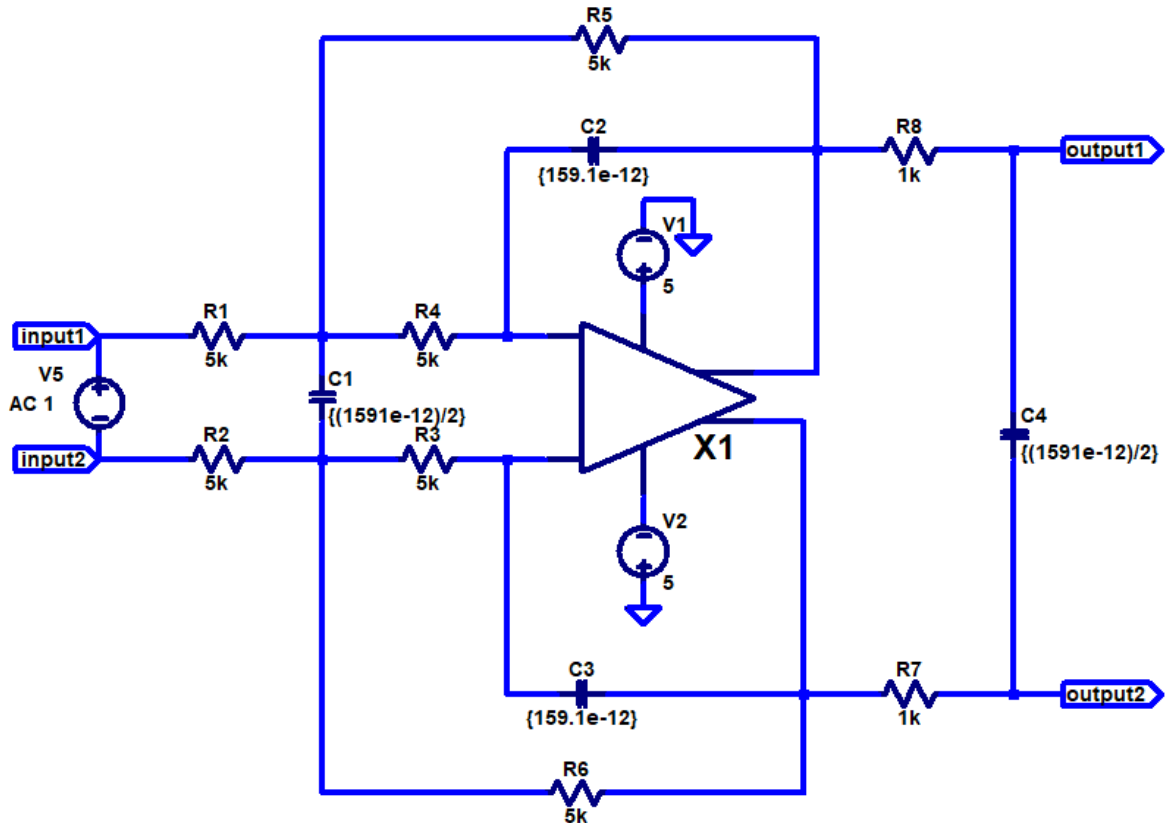 R5
5k
C2
{159.1e-12}
R8
1k
output1
V1
5
input1
R1
5k
R4
5k
V5
AC 1
C1
{(1591e-12)/2}
input2
R2
5k
R3
5k
X1
C4
{(1591e-12)/2}
V2
5
C3
{159.1e-12}
R7
1k
output2
R6
5k